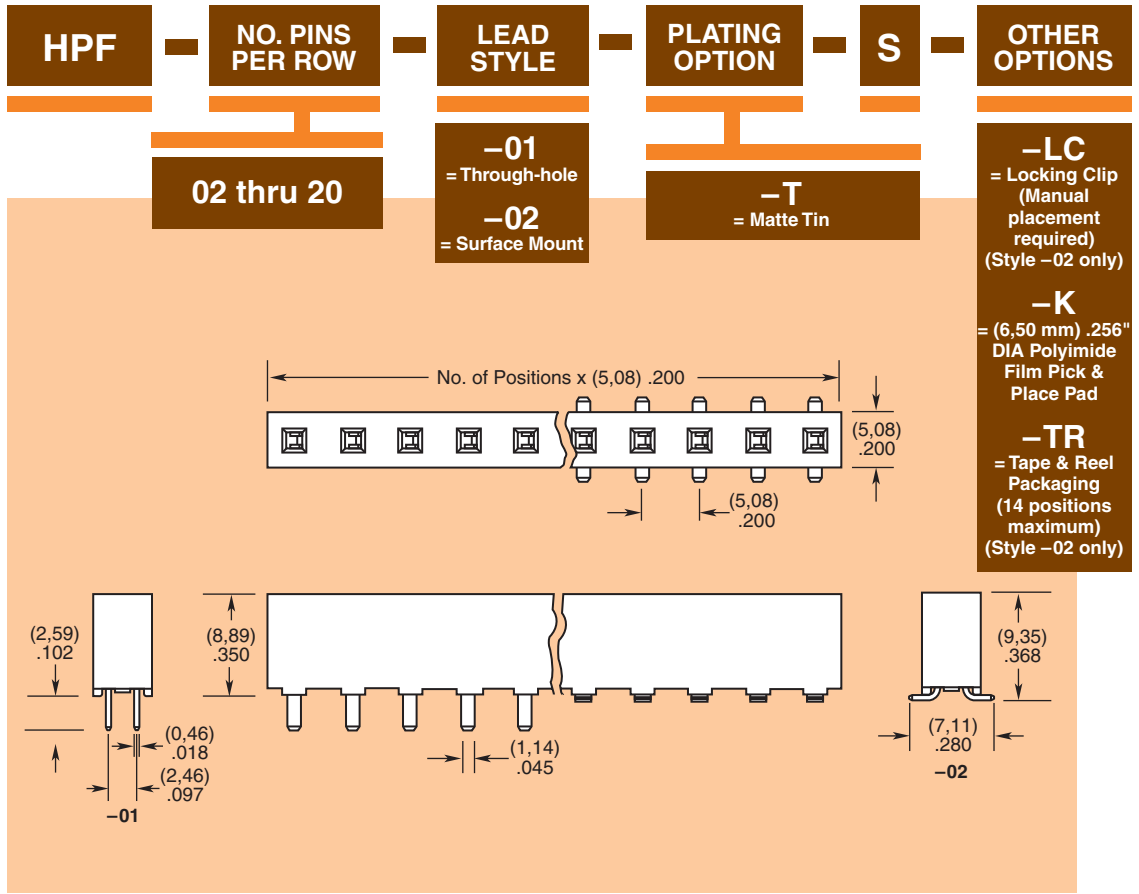 HPF
NO. PINS
PER ROW
LEAD
STYLE
PLATING
OPTION
S
OTHER
OPTIONS
02 thru 20
–01
= Through-hole
–02
= Surface Mount
–T
= Matte Tin
–LC
= Locking Clip
(Manual
placement
required)
(Style –02 only)
–K
= (6,50 mm) .256"
DIA Polyimide
Film Pick &
Place Pad
–TR
= Tape & Reel
Packaging
(14 positions
maximum)
(Style –02 only)
No. of Positions x (5,08) .200
(5,08)
.200
(5,08)
.200
(2,59)
.102
(0,46)
.018
(2,46)
.097
–01
(8,89)
.350
(1,14)
.045
(9,35)
.368
(7,11)
.280
–02